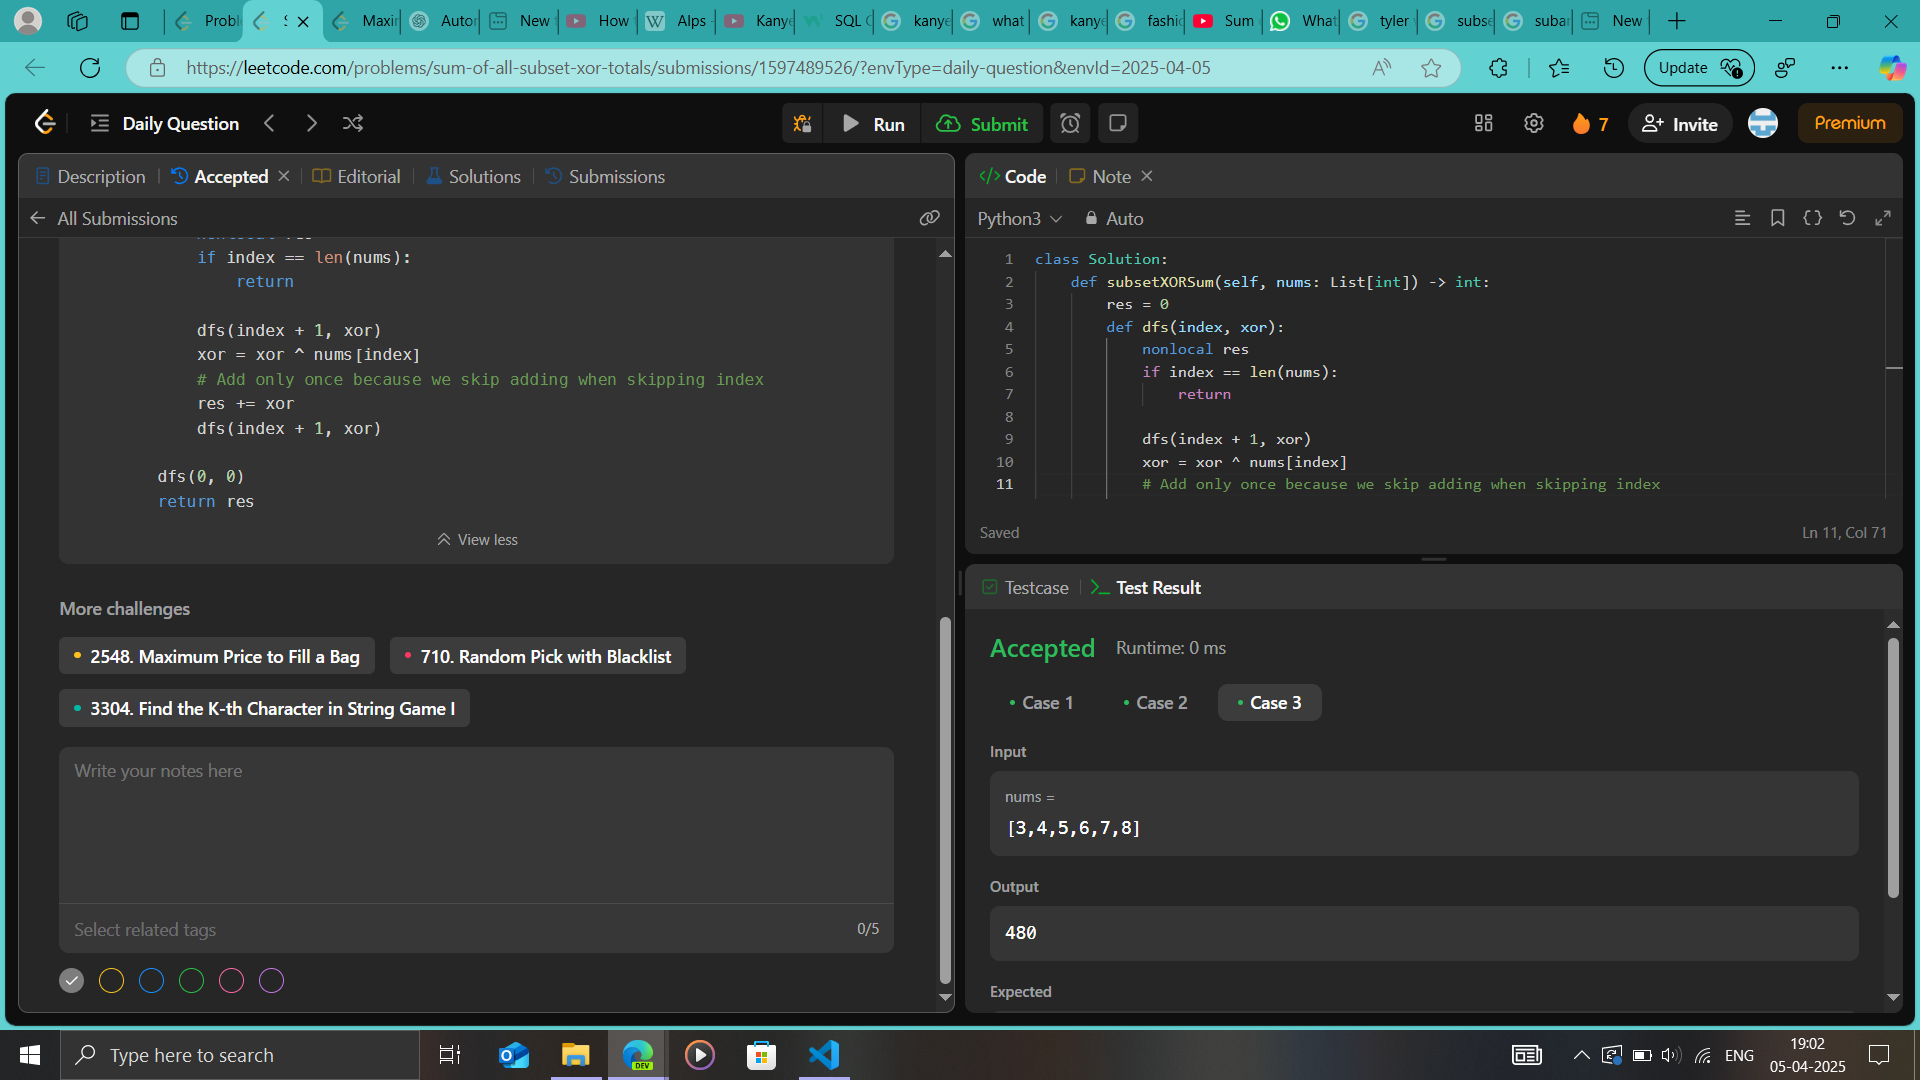 Probl
S
Maxin
Autor
New t
How t
Alps -
Kanye
SQL C
kanye
what
kanye
fashic
Sum
What
tyler
subse
subar
New
https://leetcode.com/problems/sum-of-all-subset-xor-totals/submissions/1597489526/?envType=daily-question&envId=2025-04-05
Update
Daily Question
Run
Submit
7
Invite
Premium
Description
Accepted
Editorial
Solutions
Submissions
All Submissions
if index == len(nums):
return
dfs(index + 1, xor)
xor = xor ^ nums[index]
# Add only once because we skip adding when skipping index
res += xor
dfs(index + 1, xor)
dfs(0, 0)
return res
View less
More challenges
2548. Maximum Price to Fill a Bag
710. Random Pick with Blacklist
3304. Find the K-th Character in String Game I
Write your notes here
Select related tags
0/5
</> Code
Note
Python3
Auto
1 class Solution:
2 def subsetXORSum(self, nums: List[int]) -> int:
3 res = 0
4 def dfs(index, xor):
5 nonlocal res
6 if index == len(nums):
7 return
8
9 dfs(index + 1, xor)
10 xor = xor ^ nums[index]
11 # Add only once because we skip adding when skipping index
Saved
Ln 11, Col 71
Testcase
Test Result
Accepted
Runtime: 0 ms
Case 1
Case 2
Case 3
Input
nums =
[3,4,5,6,7,8]
Output
480
Expected
Type here to search
DEV
ENG
19:02
05-04-2025